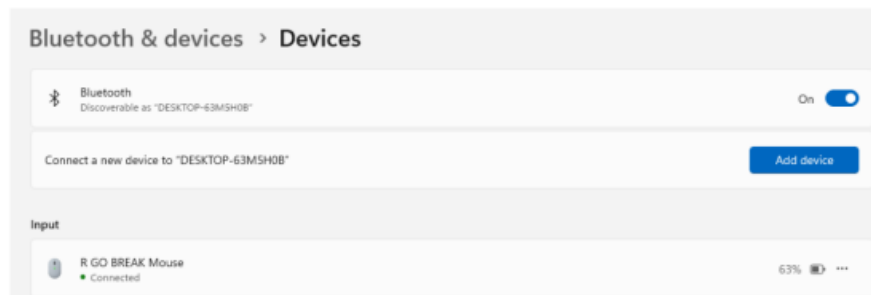 Bluetooth & devices > Devices
Bluetooth
Discoverable as "DESKTOP-63MSH0B"
On
Connect a new device to "DESKTOP-63MSH0B"
Add device
Input
R GO BREAK Mouse
Connected
63%